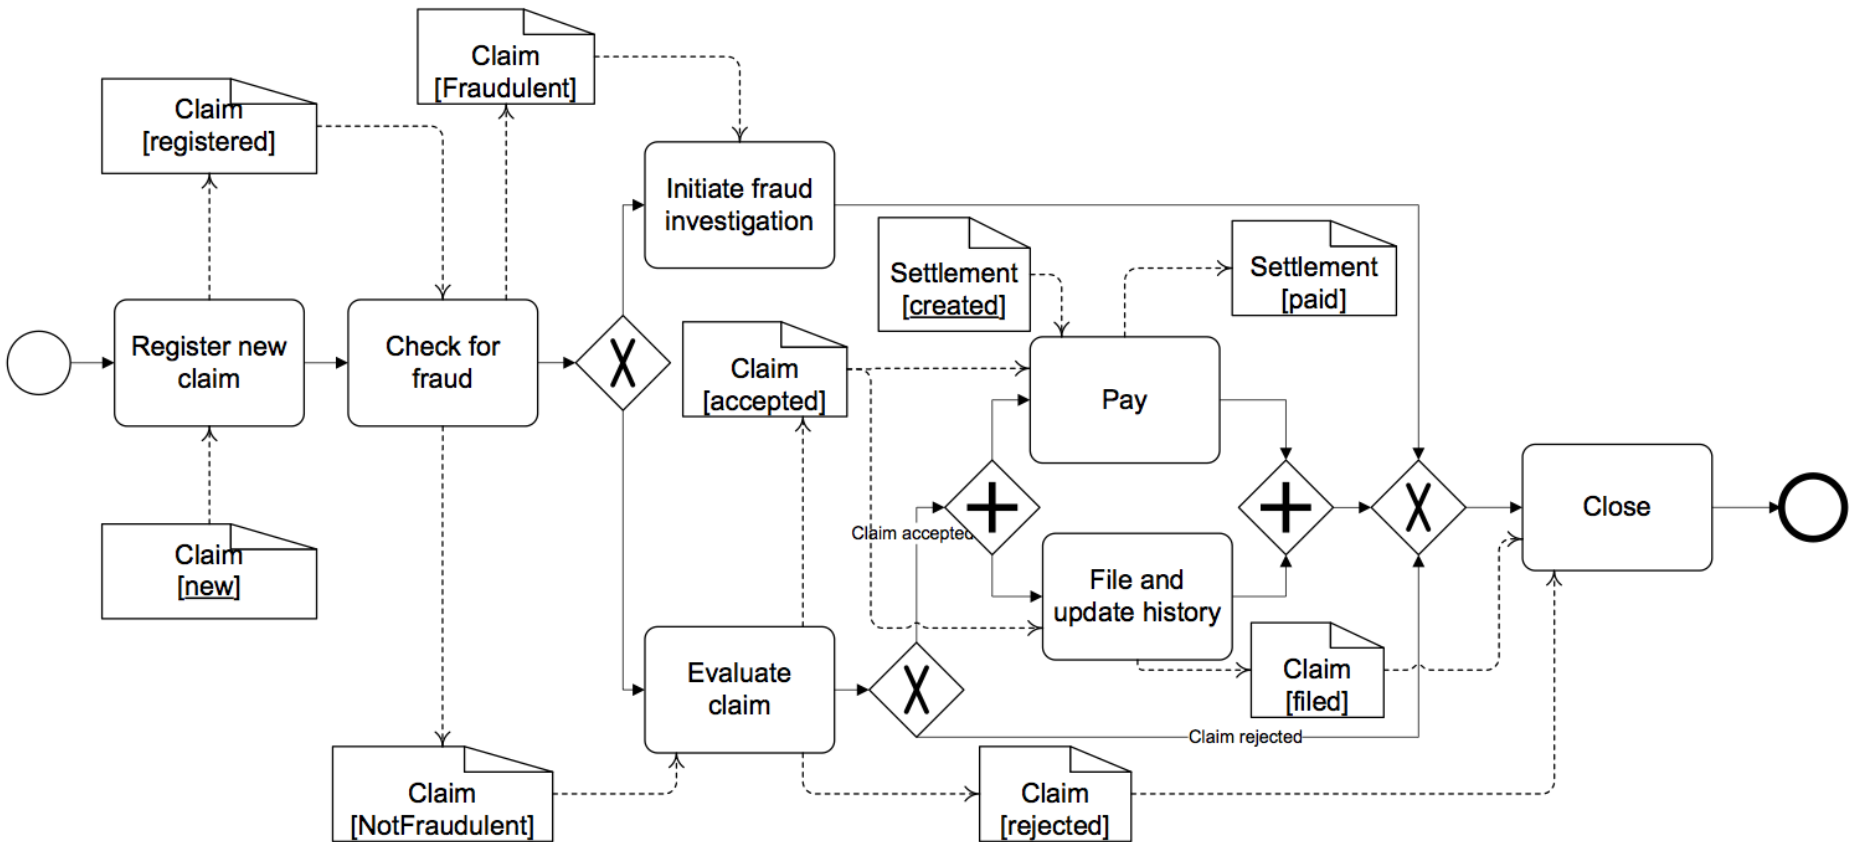 Claim
[Fraudulent]
Claim
[registered]
Initiate fraud
investigation
Settlement
[created]
Settlement
[paid]
Register new
claim
Check for
fraud
Claim
[accepted]
Pay
Claim accepted
Close
Claim
[new]
File and
update history
Evaluate
claim
Claim
[filed]
Claim rejected
Claim
[NotFraudulent]
Claim
[rejected]